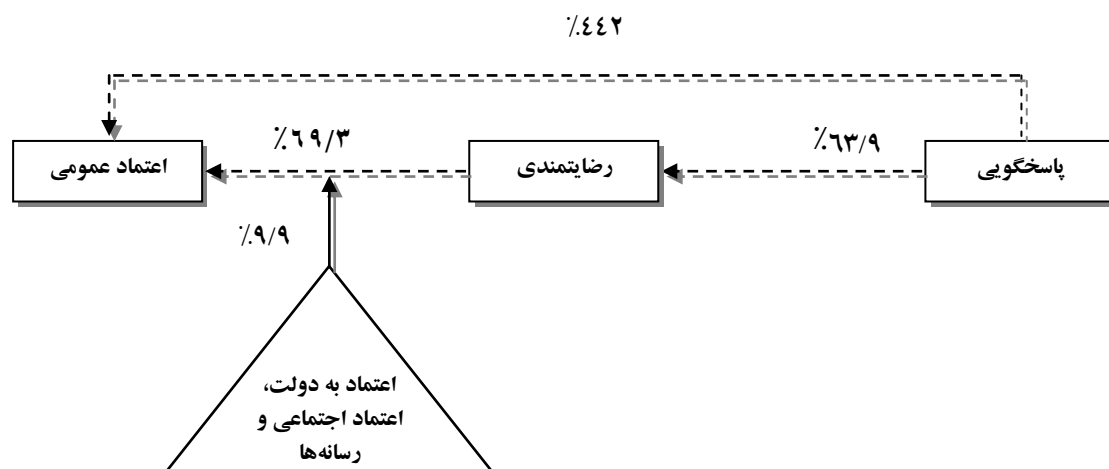 ٪۴۴۲
٪۶۳/۹
٪۶۹/۳
پاسخگویی
رضایتمندی
اعتماد عمومی
٪۹/۹
اعتماد به دولت،
اعتماد اجتماعی و
رسانه‌ها